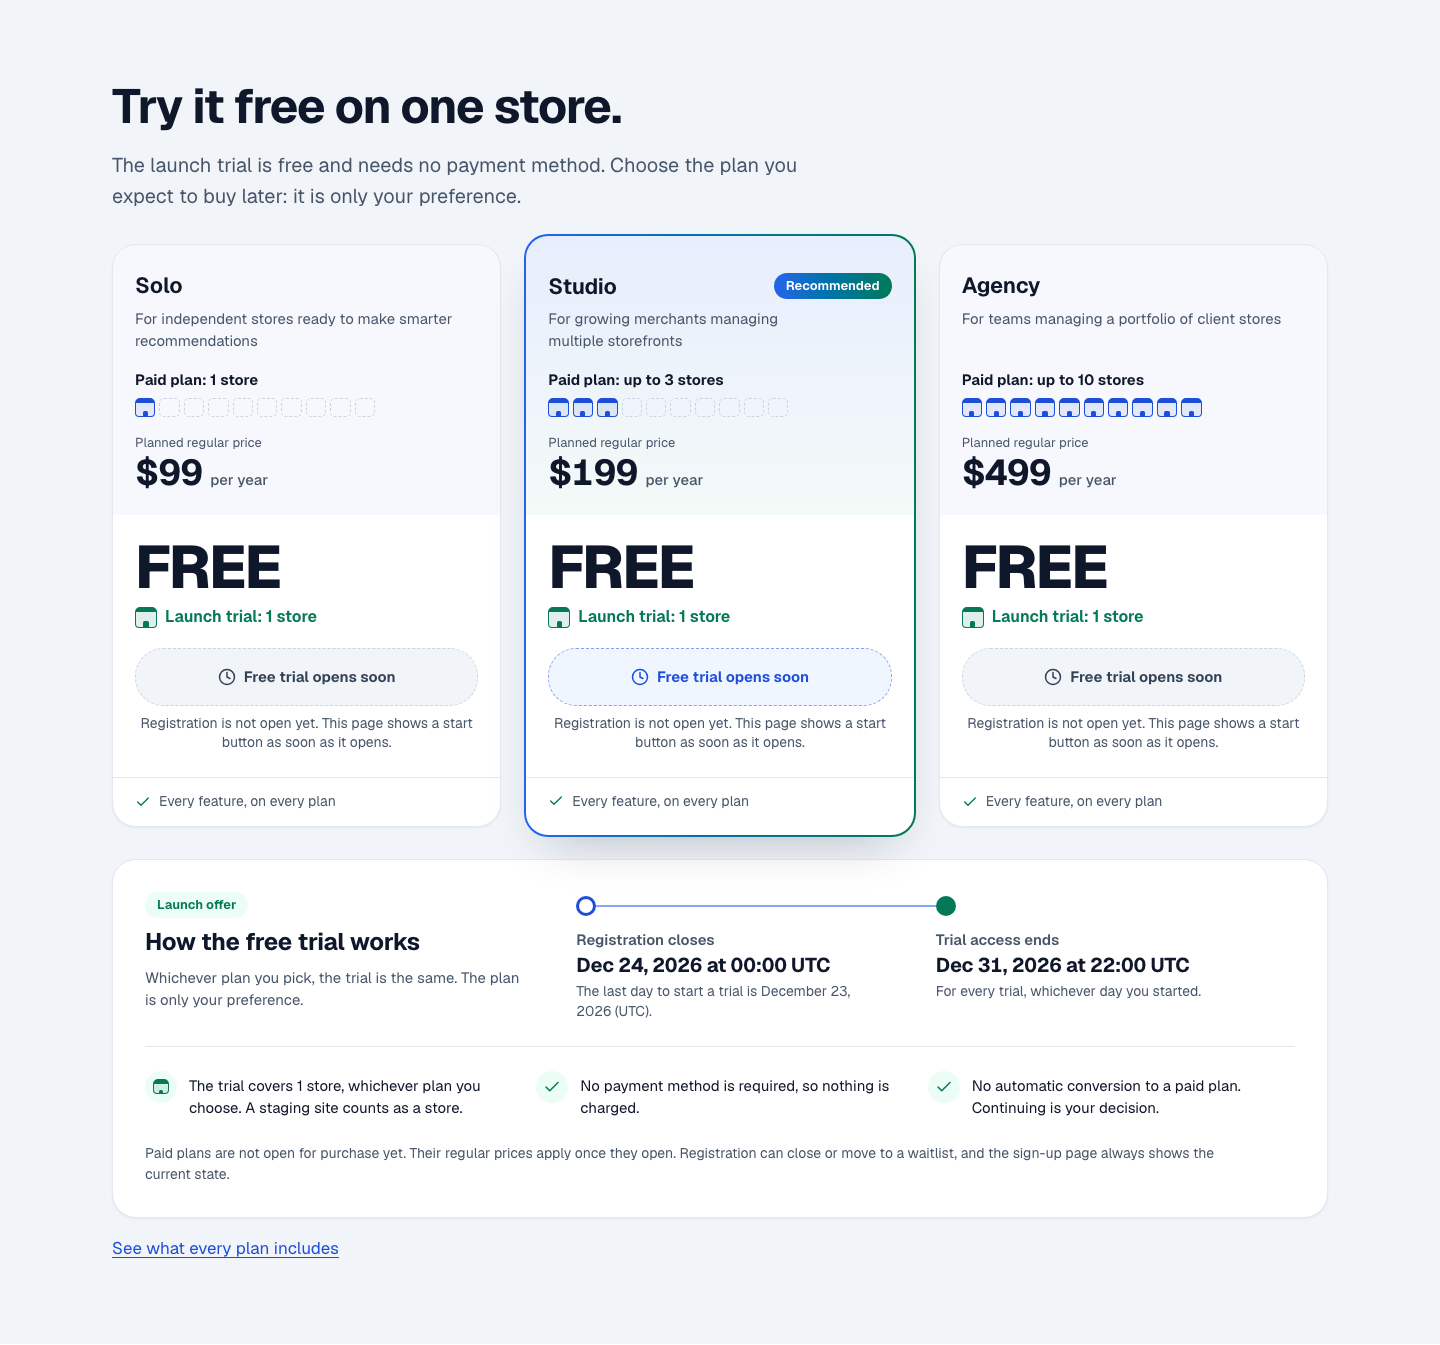 Try it free on one store.
The launch trial is free and needs no payment method. Choose the plan you
expect to buy later: it is only your preference.
Solo
For independent stores ready to make smarter
recommendations
Paid plan: 1 store
Planned regular price
$99 per year
FREE
Launch trial: 1 store
Free trial opens soon
Registration is not open yet. This page shows a start
button as soon as it opens.
Every feature, on every plan
Studio
Recommended
For growing merchants managing
multiple storefronts
Paid plan: up to 3 stores
Planned regular price
$199 per year
FREE
Launch trial: 1 store
Free trial opens soon
Registration is not open yet. This page shows a start
button as soon as it opens.
Every feature, on every plan
Agency
For teams managing a portfolio of client stores
Paid plan: up to 10 stores
Planned regular price
$499 per year
FREE
Launch trial: 1 store
Free trial opens soon
Registration is not open yet. This page shows a start
button as soon as it opens.
Every feature, on every plan
Launch offer
How the free trial works
Whichever plan you pick, the trial is the same. The plan
is only your preference.
Registration closes
Dec 24, 2026 at 00:00 UTC
The last day to start a trial is December 23,
2026 (UTC).
Trial access ends
Dec 31, 2026 at 22:00 UTC
For every trial, whichever day you started.
The trial covers 1 store, whichever plan you
choose. A staging site counts as a store.
No payment method is required, so nothing is
charged.
No automatic conversion to a paid plan.
Continuing is your decision.
Paid plans are not open for purchase yet. Their regular prices apply once they open. Registration can close or move to a waitlist, and the sign-up page always shows the
current state.
See what every plan includes